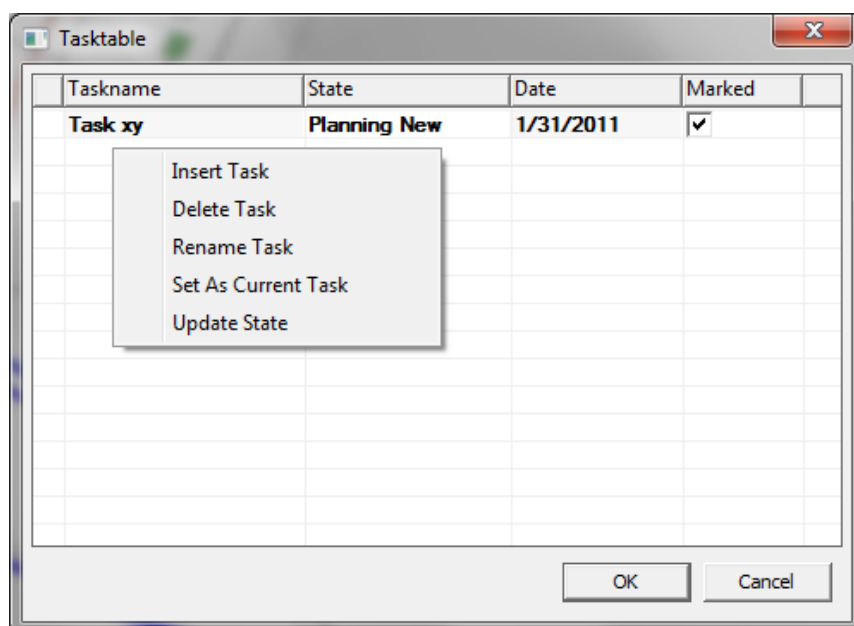 Tasktable
Taskname State Date Marked
Task xy Planning New 1/31/2011
Insert Task
Delete Task
Rename Task
Set As Current Task
Update State
OK Cancel